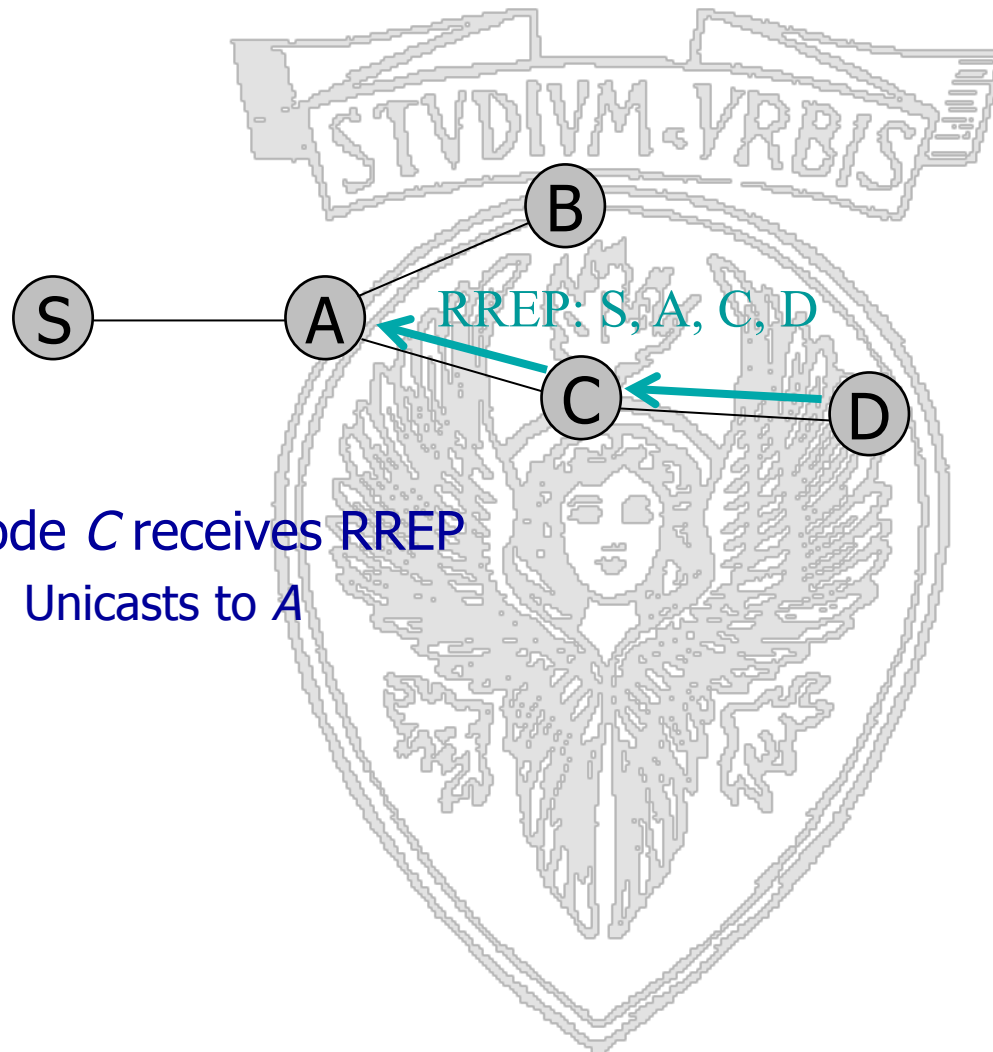 STVDIVM VRBIS
B
S
A
RREP: S, A, C, D
C
D
ode C receives RREP
Unicasts to A